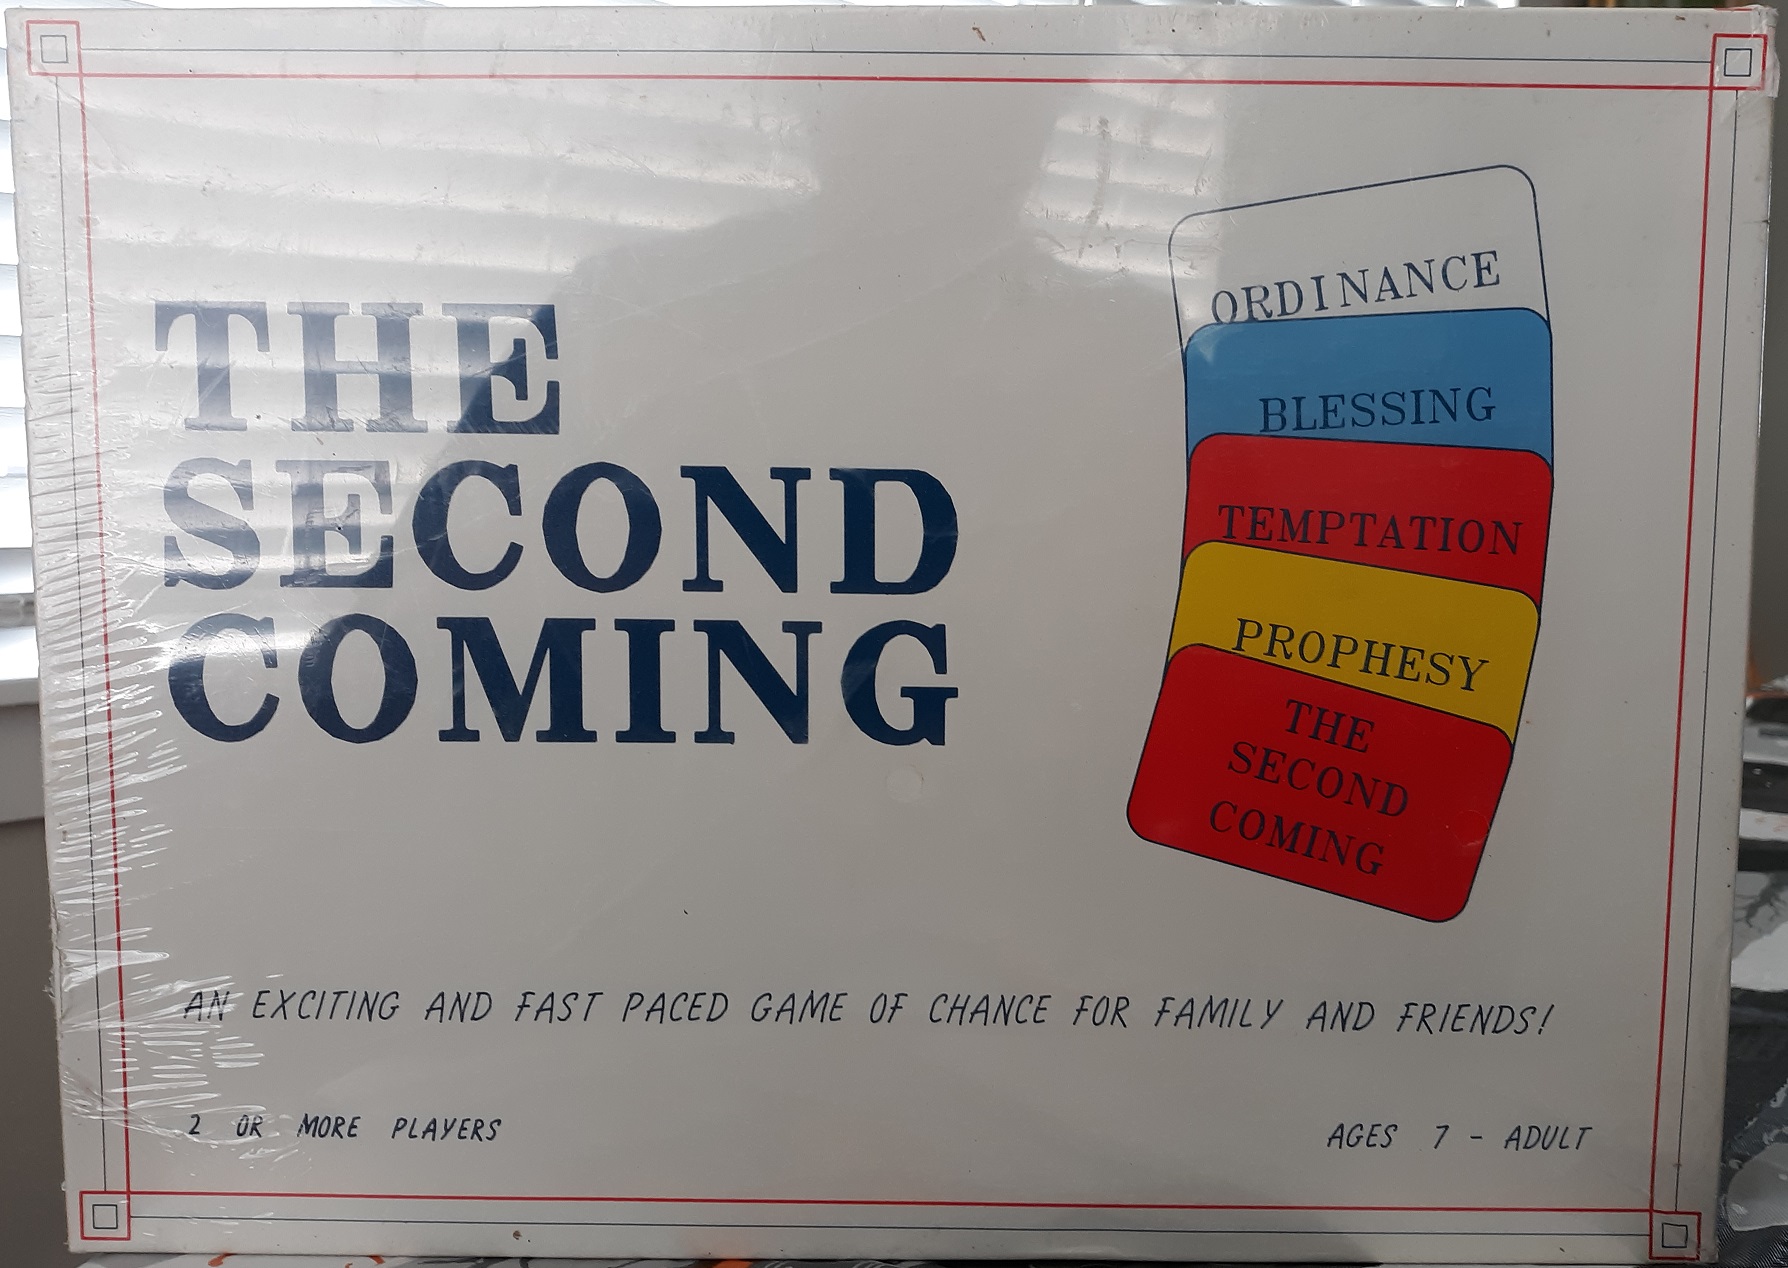 THE
SECOND
COMING
ORDINANCE
BLESSING
TEMPTATION
PROPHESY
THE
SECOND
COMING
AN EXCITING AND FAST PACED GAME OF CHANCE FOR FAMILY AND FRIENDS!
2 OR MORE PLAYERS
AGES 7 - ADULT